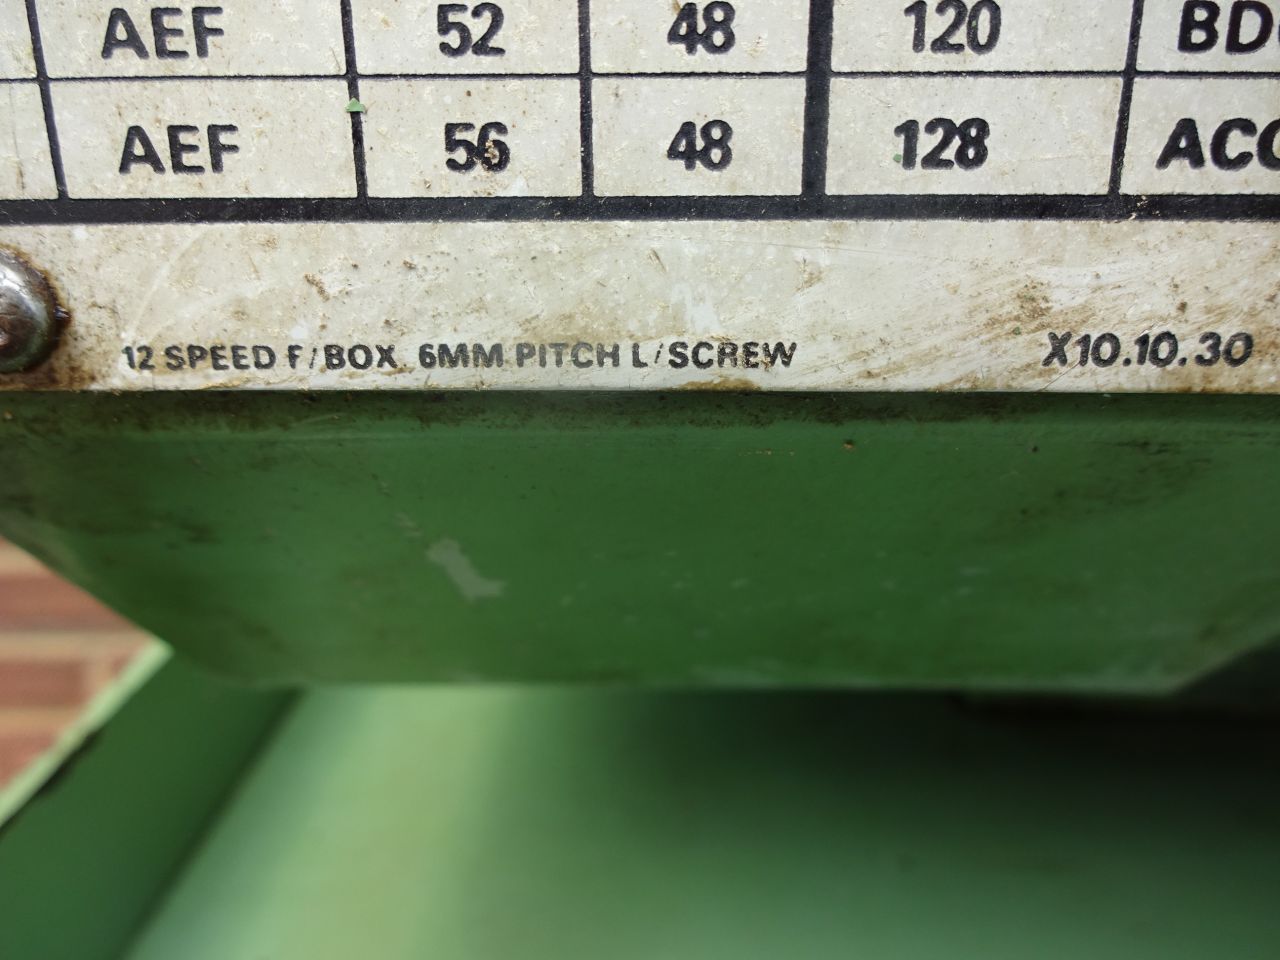 AEF 52 48 120
AEF 56 48 128
12 SPEED F/BOX 6MM PITCH L/SCREW X10.10.30